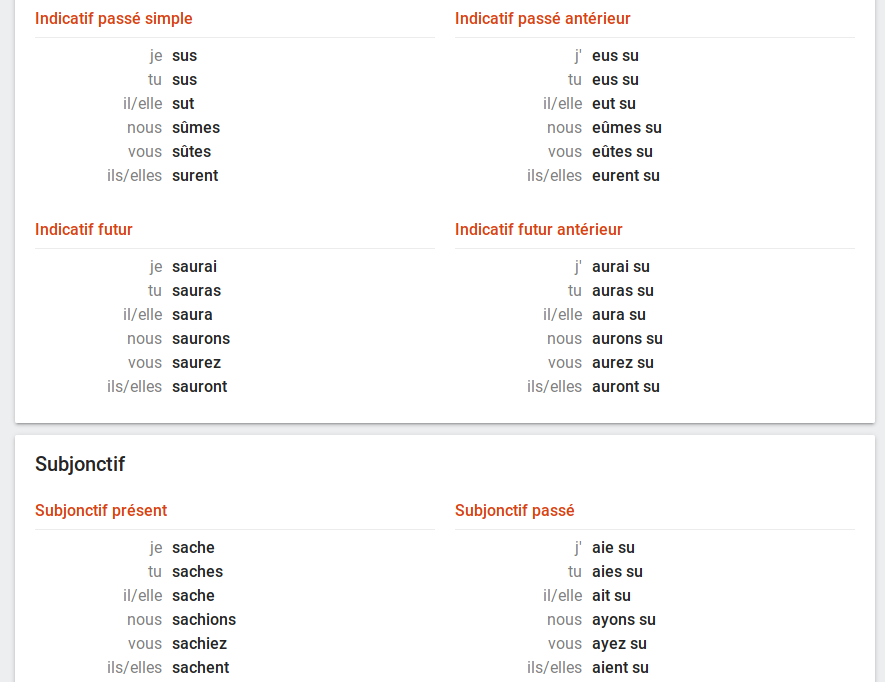 Indicatif passé simple
je sus
tu sus
il/elle sut
nous sûmes
vous sûtes
ils/elles surent
Indicatif passé antérieur
j' eus su
tu eus su
il/elle eut su
nous eûmes su
vous eûtes su
ils/elles eurent su
Indicatif futur
je saurai
tu sauras
il/elle saura
nous saurons
vous saurez
ils/elles sauront
Indicatif futur antérieur
j' aurai su
tu auras su
il/elle aura su
nous aurons su
vous aurez su
ils/elles auront su
Subjonctif
Subjonctif présent
je sache
tu saches
il/elle sache
nous sachions
vous sachiez
ils/elles sachent
Subjonctif passé
j' aie su
tu aies su
il/elle ait su
nous ayons su
vous ayez su
ils/elles aient su